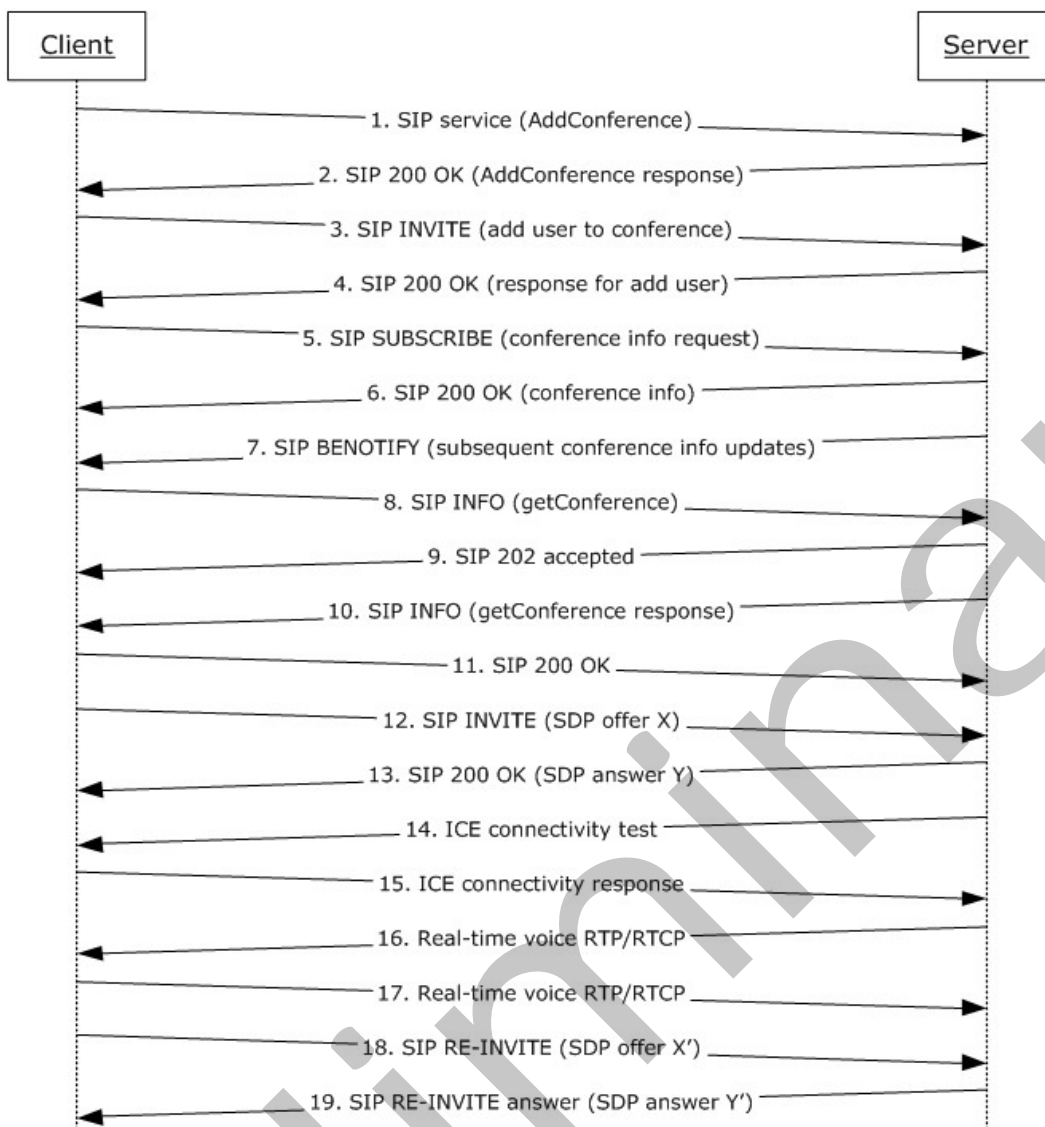 Client
Server
1. SIP service (AddConference)
2. SIP 200 OK (AddConference response)
3. SIP INVITE (add user to conference)
4. SIP 200 OK (response for add user)
5. SIP SUBSCRIBE (conference info request)
6. SIP 200 OK (conference info)
7. SIP BENOTIFY (subsequent conference info updates)
8. SIP INFO (getConference)
9. SIP 202 accepted
10. SIP INFO (getConference response)
11. SIP 200 OK
12. SIP INVITE (SDP offer X)
13. SIP 200 OK (SDP answer Y)
14. ICE connectivity test
15. ICE connectivity response
16. Real-time voice RTP/RTCP
17. Real-time voice RTP/RTCP
18. SIP RE-INVITE (SDP offer X’)
19. SIP RE-INVITE answer (SDP answer Y’)